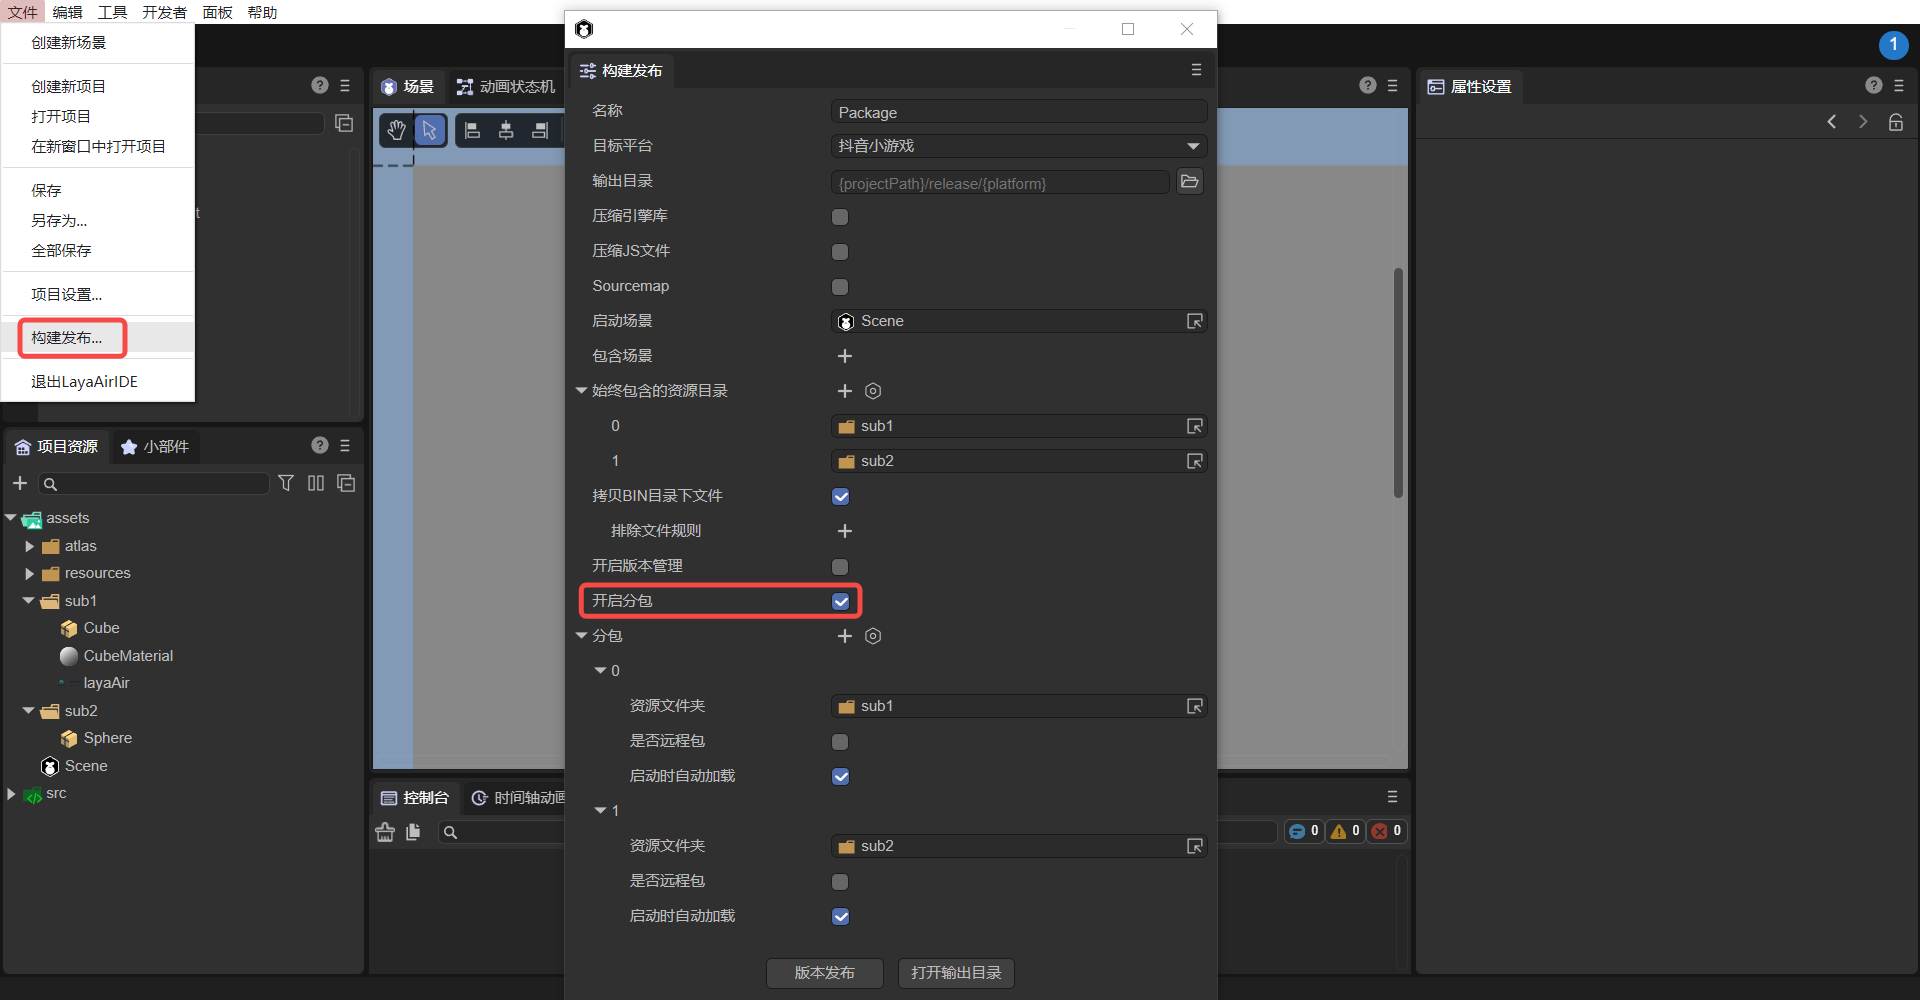 文件 编辑 工具 开发者 面板 帮助
创建新场景
创建新项目
打开项目
在新窗口中打开项目
保存
另存为...
全部保存
项目设置...
构建发布...
退出LayaAirIDE
t
项目资源 小部件
assets
atlas
resources
sub1
Cube
CubeMaterial
layaAir
sub2
Sphere
Scene
src
场景 动画状态机
控制台 时间轴动画
构建发布
名称 Package
目标平台 抖音小游戏
输出目录 {projectPath}/release/{platform}
压缩引擎库
压缩JS文件
Sourcemap
启动场景 Scene
包含场景
始终包含的资源目录
0 sub1
1 sub2
拷贝BIN目录下文件
排除文件规则
开启版本管理
开启分包
分包
0
资源文件夹 sub1
是否远程包
启动时自动加载
1
资源文件夹 sub2
是否远程包
启动时自动加载
版本发布 打开输出目录
0 0 0
1
属性设置